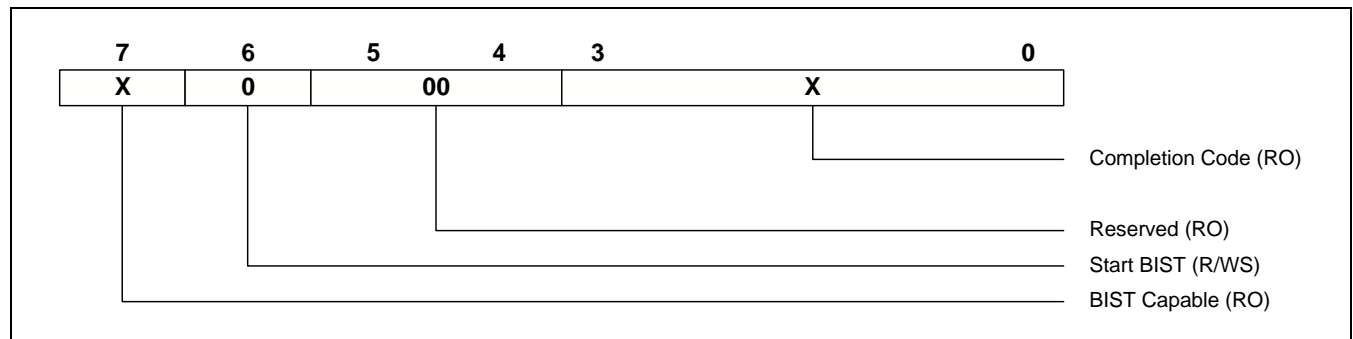 7 6 5 4 3 0
X 0 00 X
Completion Code (RO)
Reserved (RO)
Start BIST (R/WS)
BIST Capable (RO)